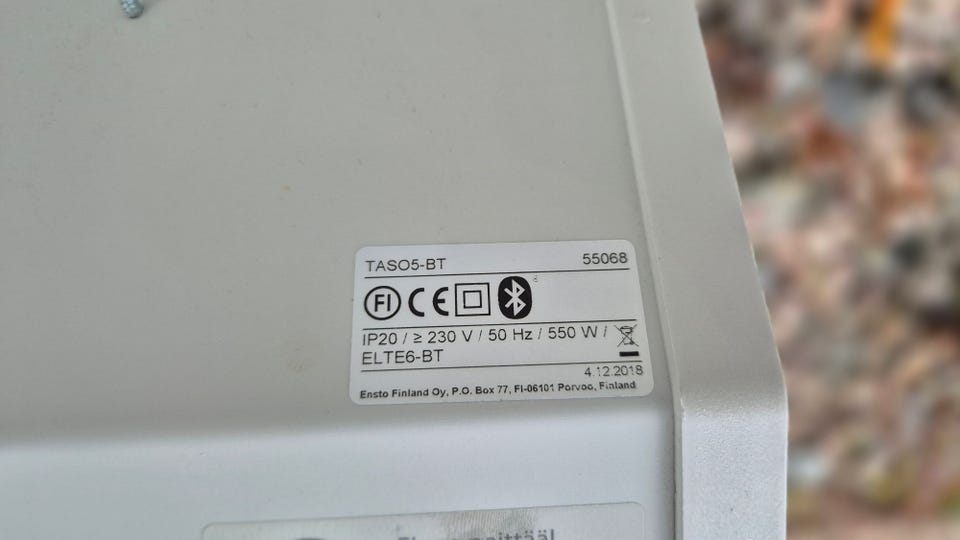 TASO5-BT 55068
FI CE
IP20 / ≥ 230 V / 50 Hz / 550 W /
ELTE6-BT
4.12.2018
Ensto Finland Oy, P.O. Box 77, FI-06101 Porvoo, Finland